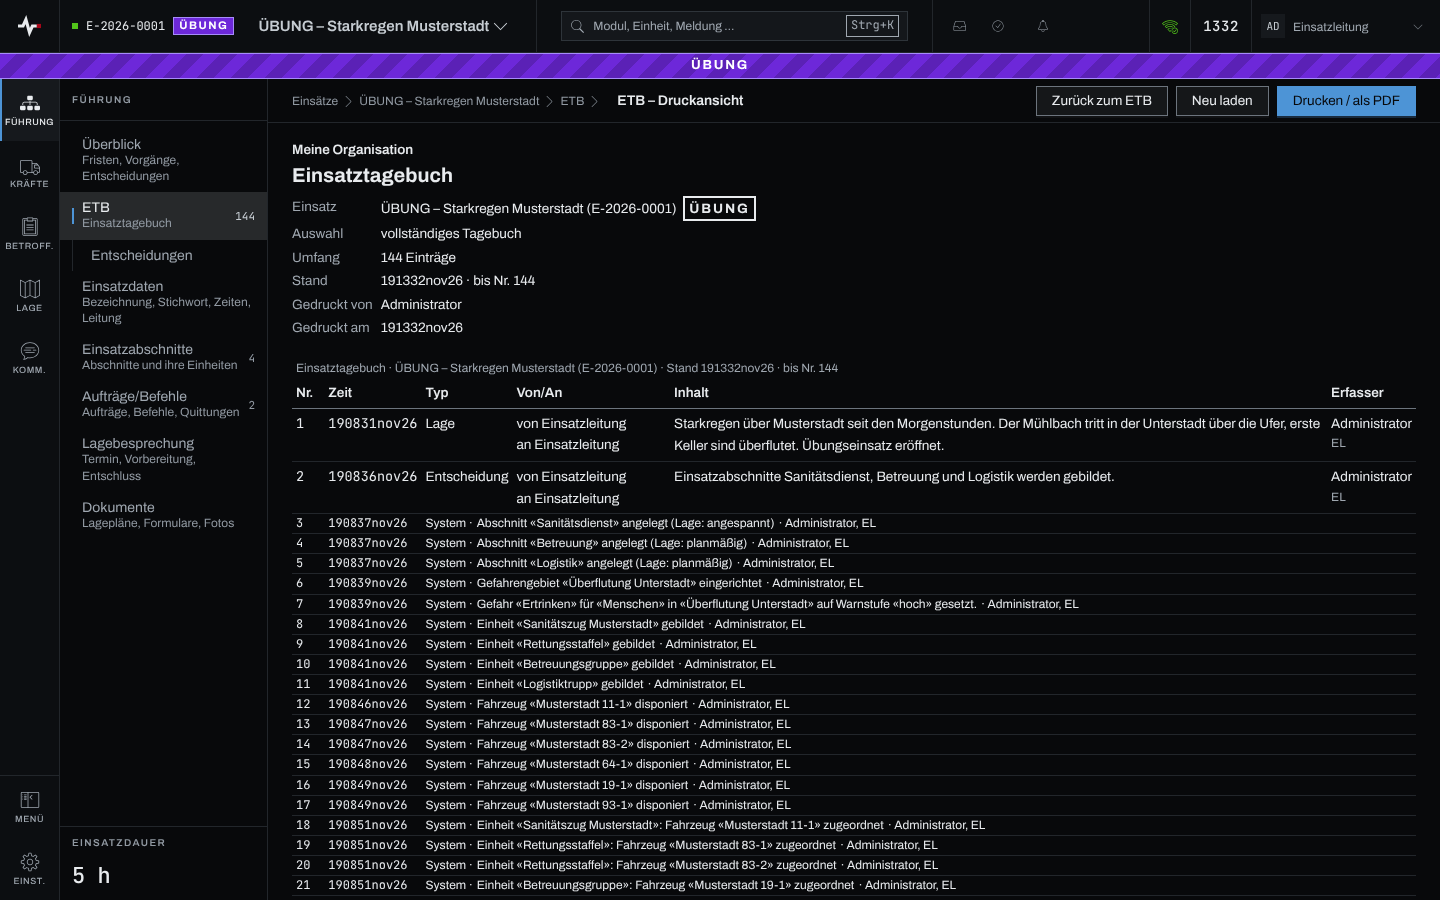 E-2026-0001 ÜBUNG ÜBUNG – Starkregen Musterstadt Modul, Einheit, Meldung ... Strg+K 1332 AD Einsatzleitung
ÜBUNG
FÜHRUNG
KRÄFTE
BETROFF.
LAGE
KOMM.
MENÜ
EINST.
FÜHRUNG
Überblick
Fristen, Vorgänge,
Entscheidungen
ETB
Einsatztagebuch
144
Entscheidungen
Einsatzdaten
Bezeichnung, Stichwort, Zeiten,
Leitung
Einsatzabschnitte
Abschnitte und ihre Einheiten
4
Aufträge/Befehle
Aufträge, Befehle, Quittungen
2
Lagebesprechung
Termin, Vorbereitung,
Entschluss
Dokumente
Lagepläne, Formulare, Fotos
EINSATZDAUER
5 h
Einsätze ÜBUNG – Starkregen Musterstadt ETB ETB – Druckansicht Zurück zum ETB Neu laden Drucken / als PDF
Meine Organisation
Einsatztagebuch
Einsatz ÜBUNG – Starkregen Musterstadt (E-2026-0001) ÜBUNG
Auswahl vollständiges Tagebuch
Umfang 144 Einträge
Stand 191332nov26 · bis Nr. 144
Gedruckt von Administrator
Gedruckt am 191332nov26
Einsatztagebuch · ÜBUNG – Starkregen Musterstadt (E-2026-0001) · Stand 191332nov26 · bis Nr. 144
Nr. Zeit Typ Von/An Inhalt Erfasser
1 190831nov26 Lage von Einsatzleitung Starkregen über Musterstadt seit den Morgenstunden. Der Mühlbach tritt in der Unterstadt über die Ufer, erste Administrator
an Einsatzleitung Keller sind überflutet. Übungseinsatz eröffnet. EL
2 190836nov26 Entscheidung von Einsatzleitung Einsatzabschnitte Sanitätsdienst, Betreuung und Logistik werden gebildet. Administrator
an Einsatzleitung EL
3 190837nov26 System · Abschnitt «Sanitätsdienst» angelegt (Lage: angespannt) · Administrator, EL
4 190837nov26 System · Abschnitt «Betreuung» angelegt (Lage: planmäßig) · Administrator, EL
5 190837nov26 System · Abschnitt «Logistik» angelegt (Lage: planmäßig) · Administrator, EL
6 190839nov26 System · Gefahrengebiet «Überflutung Unterstadt» eingerichtet · Administrator, EL
7 190839nov26 System · Gefahr «Ertrinken» für «Menschen» in «Überflutung Unterstadt» auf Warnstufe «hoch» gesetzt. · Administrator, EL
8 190841nov26 System · Einheit «Sanitätszug Musterstadt» gebildet · Administrator, EL
9 190841nov26 System · Einheit «Rettungsstaffel» gebildet · Administrator, EL
10 190841nov26 System · Einheit «Betreuungsgruppe» gebildet · Administrator, EL
11 190841nov26 System · Einheit «Logistiktrupp» gebildet · Administrator, EL
12 190846nov26 System · Fahrzeug «Musterstadt 11-1» disponiert · Administrator, EL
13 190847nov26 System · Fahrzeug «Musterstadt 83-1» disponiert · Administrator, EL
14 190847nov26 System · Fahrzeug «Musterstadt 83-2» disponiert · Administrator, EL
15 190848nov26 System · Fahrzeug «Musterstadt 64-1» disponiert · Administrator, EL
16 190849nov26 System · Fahrzeug «Musterstadt 19-1» disponiert · Administrator, EL
17 190849nov26 System · Fahrzeug «Musterstadt 93-1» disponiert · Administrator, EL
18 190851nov26 System · Einheit «Sanitätszug Musterstadt»: Fahrzeug «Musterstadt 11-1» zugeordnet · Administrator, EL
19 190851nov26 System · Einheit «Rettungsstaffel»: Fahrzeug «Musterstadt 83-1» zugeordnet · Administrator, EL
20 190851nov26 System · Einheit «Rettungsstaffel»: Fahrzeug «Musterstadt 83-2» zugeordnet · Administrator, EL
21 190851nov26 System · Einheit «Betreuungsgruppe»: Fahrzeug «Musterstadt 19-1» zugeordnet · Administrator, EL